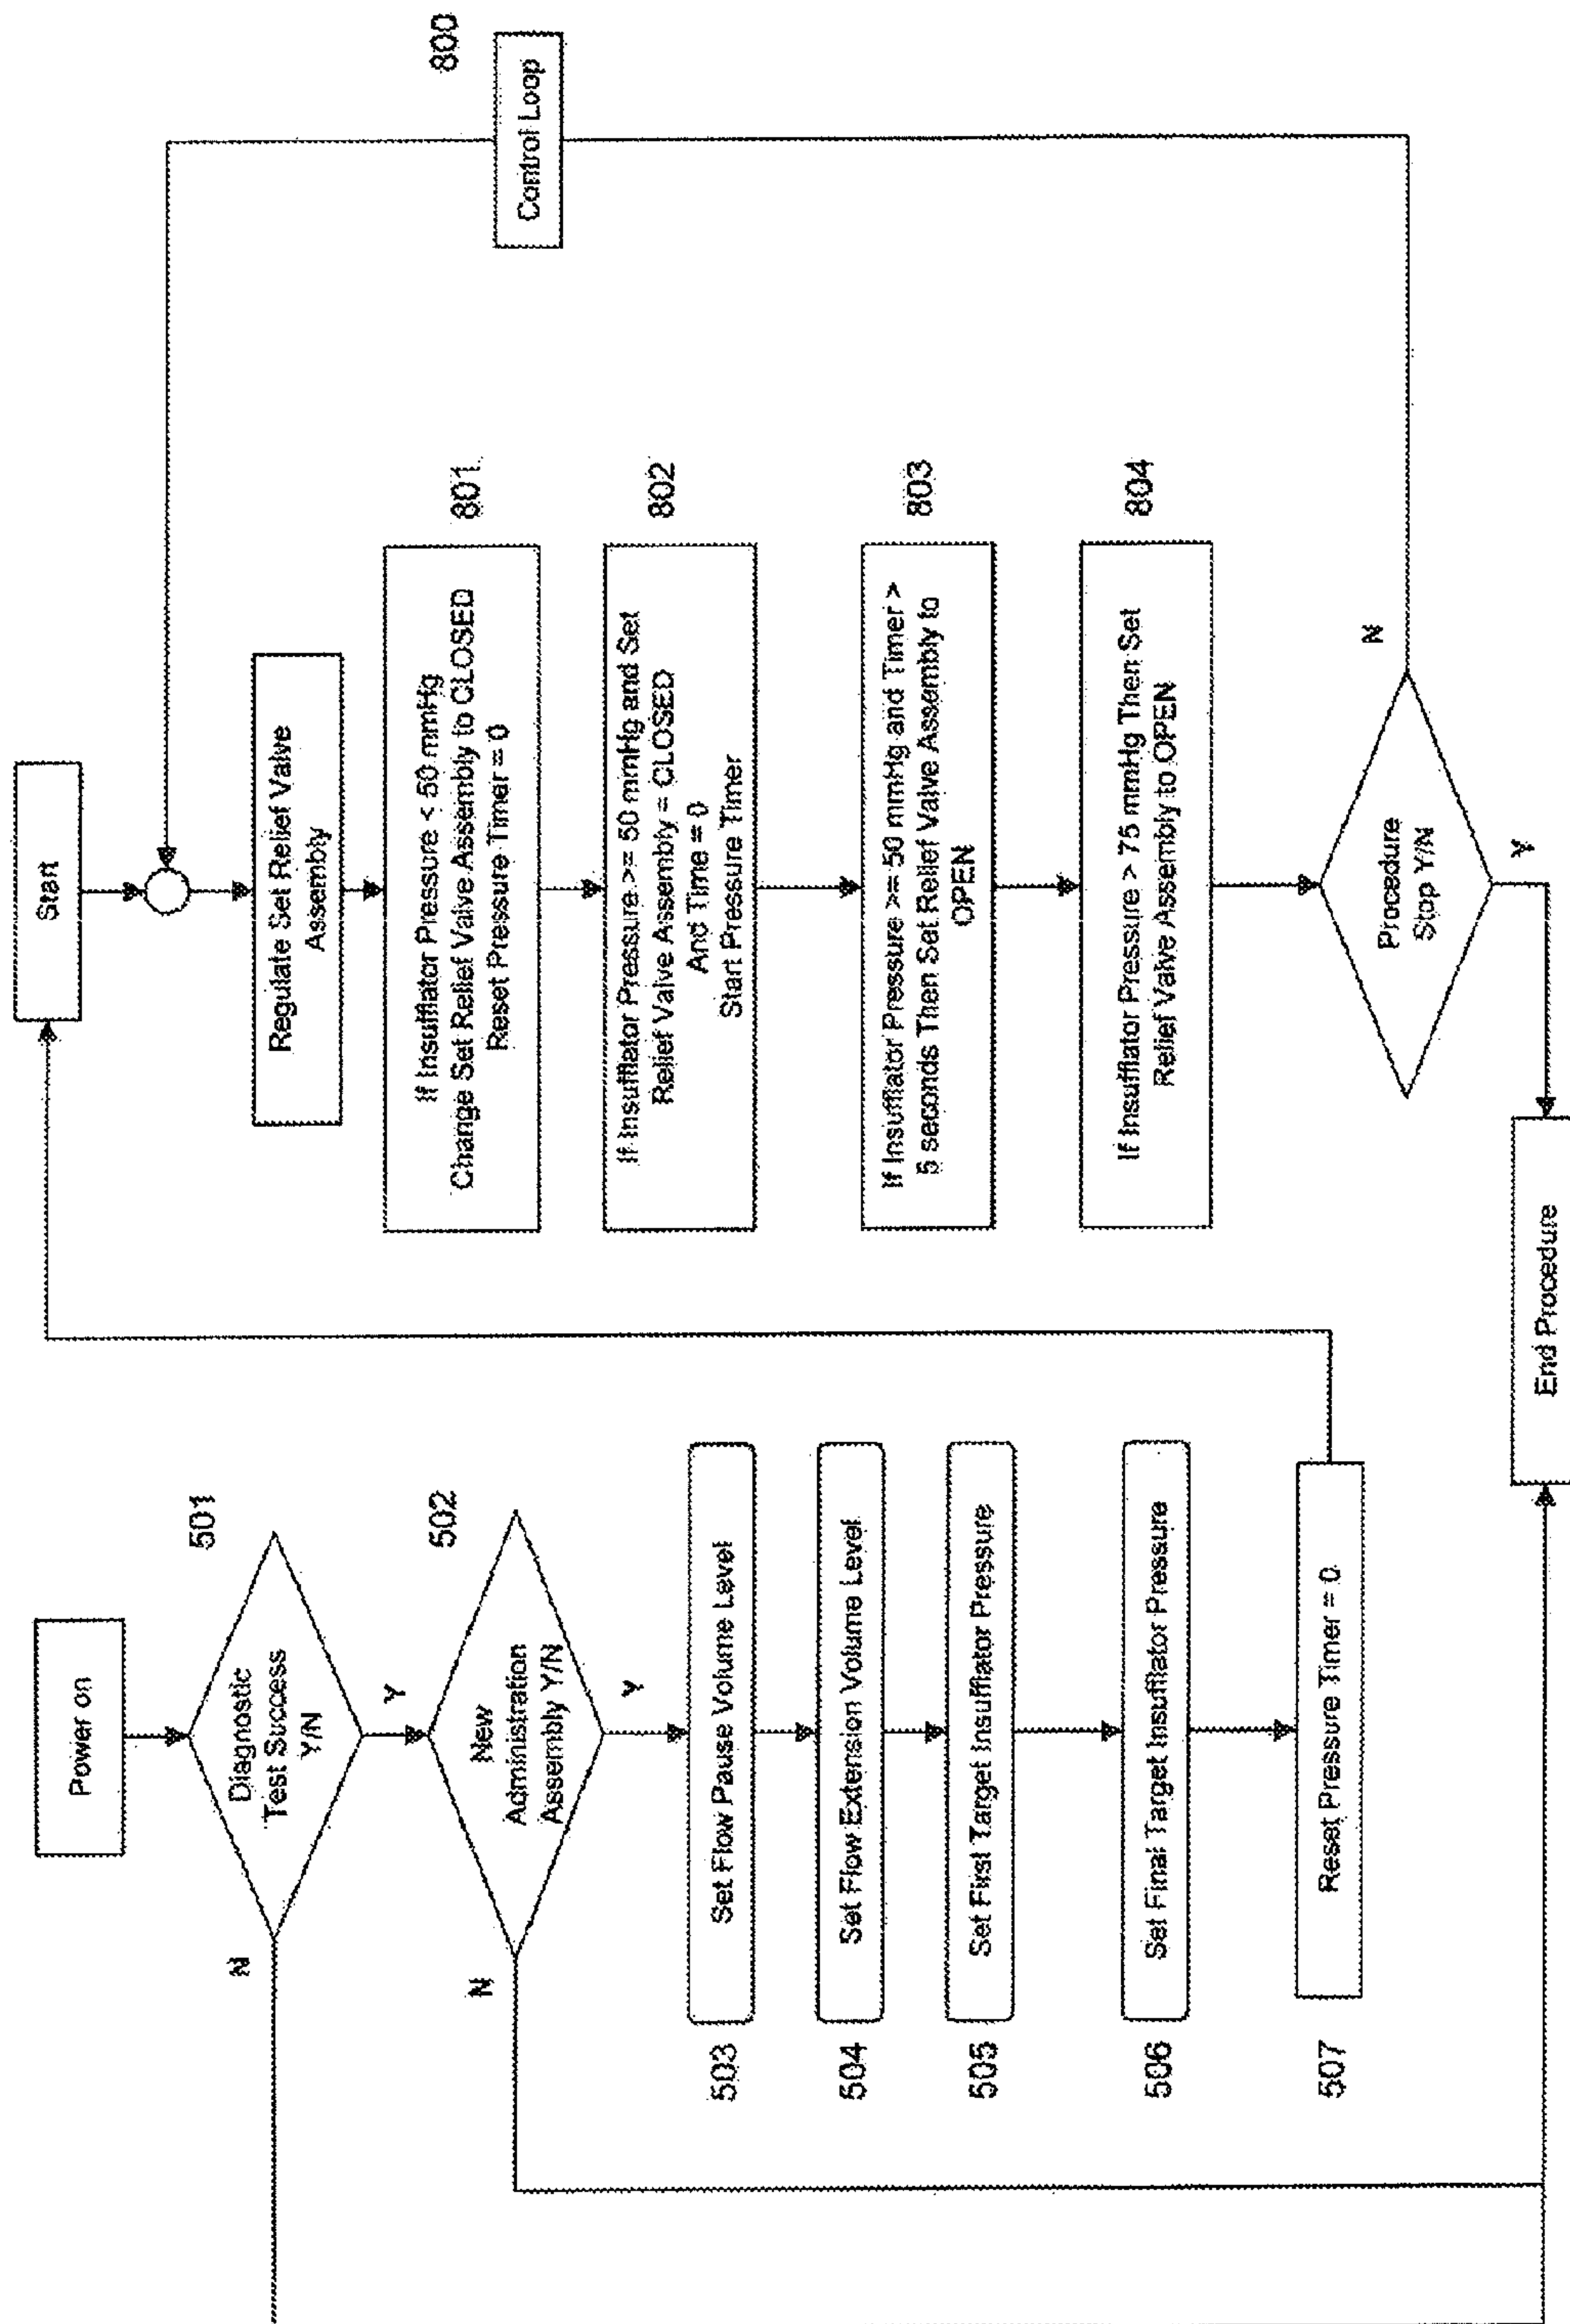 Power on
501
Diagnostic
Test Success
Y/N
N
Y
502
New
Administration
Assembly Y/N
N
Y
503
Set Flow Pause Volume Level
504
Set Flow Extension Volume Level
505
Set First Target Insufflator Pressure
506
Set Final Target Insufflator Pressure
507
Reset Pressure Timer = 0
Start
Regulate Set Relief Valve
Assembly
800
Control Loop
801
If Insufflator Pressure < 50 mmHg
Change Set Relief Valve Assembly to CLOSED
Reset Pressure Timer = 0
802
If Insufflator Pressure >= 50 mmHg and Set
Relief Valve Assembly = CLOSED
And Time = 0
Start Pressure Timer
803
If Insufflator Pressure >= 50 mmHg and Timer >
5 seconds Then Set Relief Valve Assembly to
OPEN
804
If Insufflator Pressure > 75 mmHg Then Set
Relief Valve Assembly to OPEN
Procedure
Stop Y/N
N
Y
End Procedure